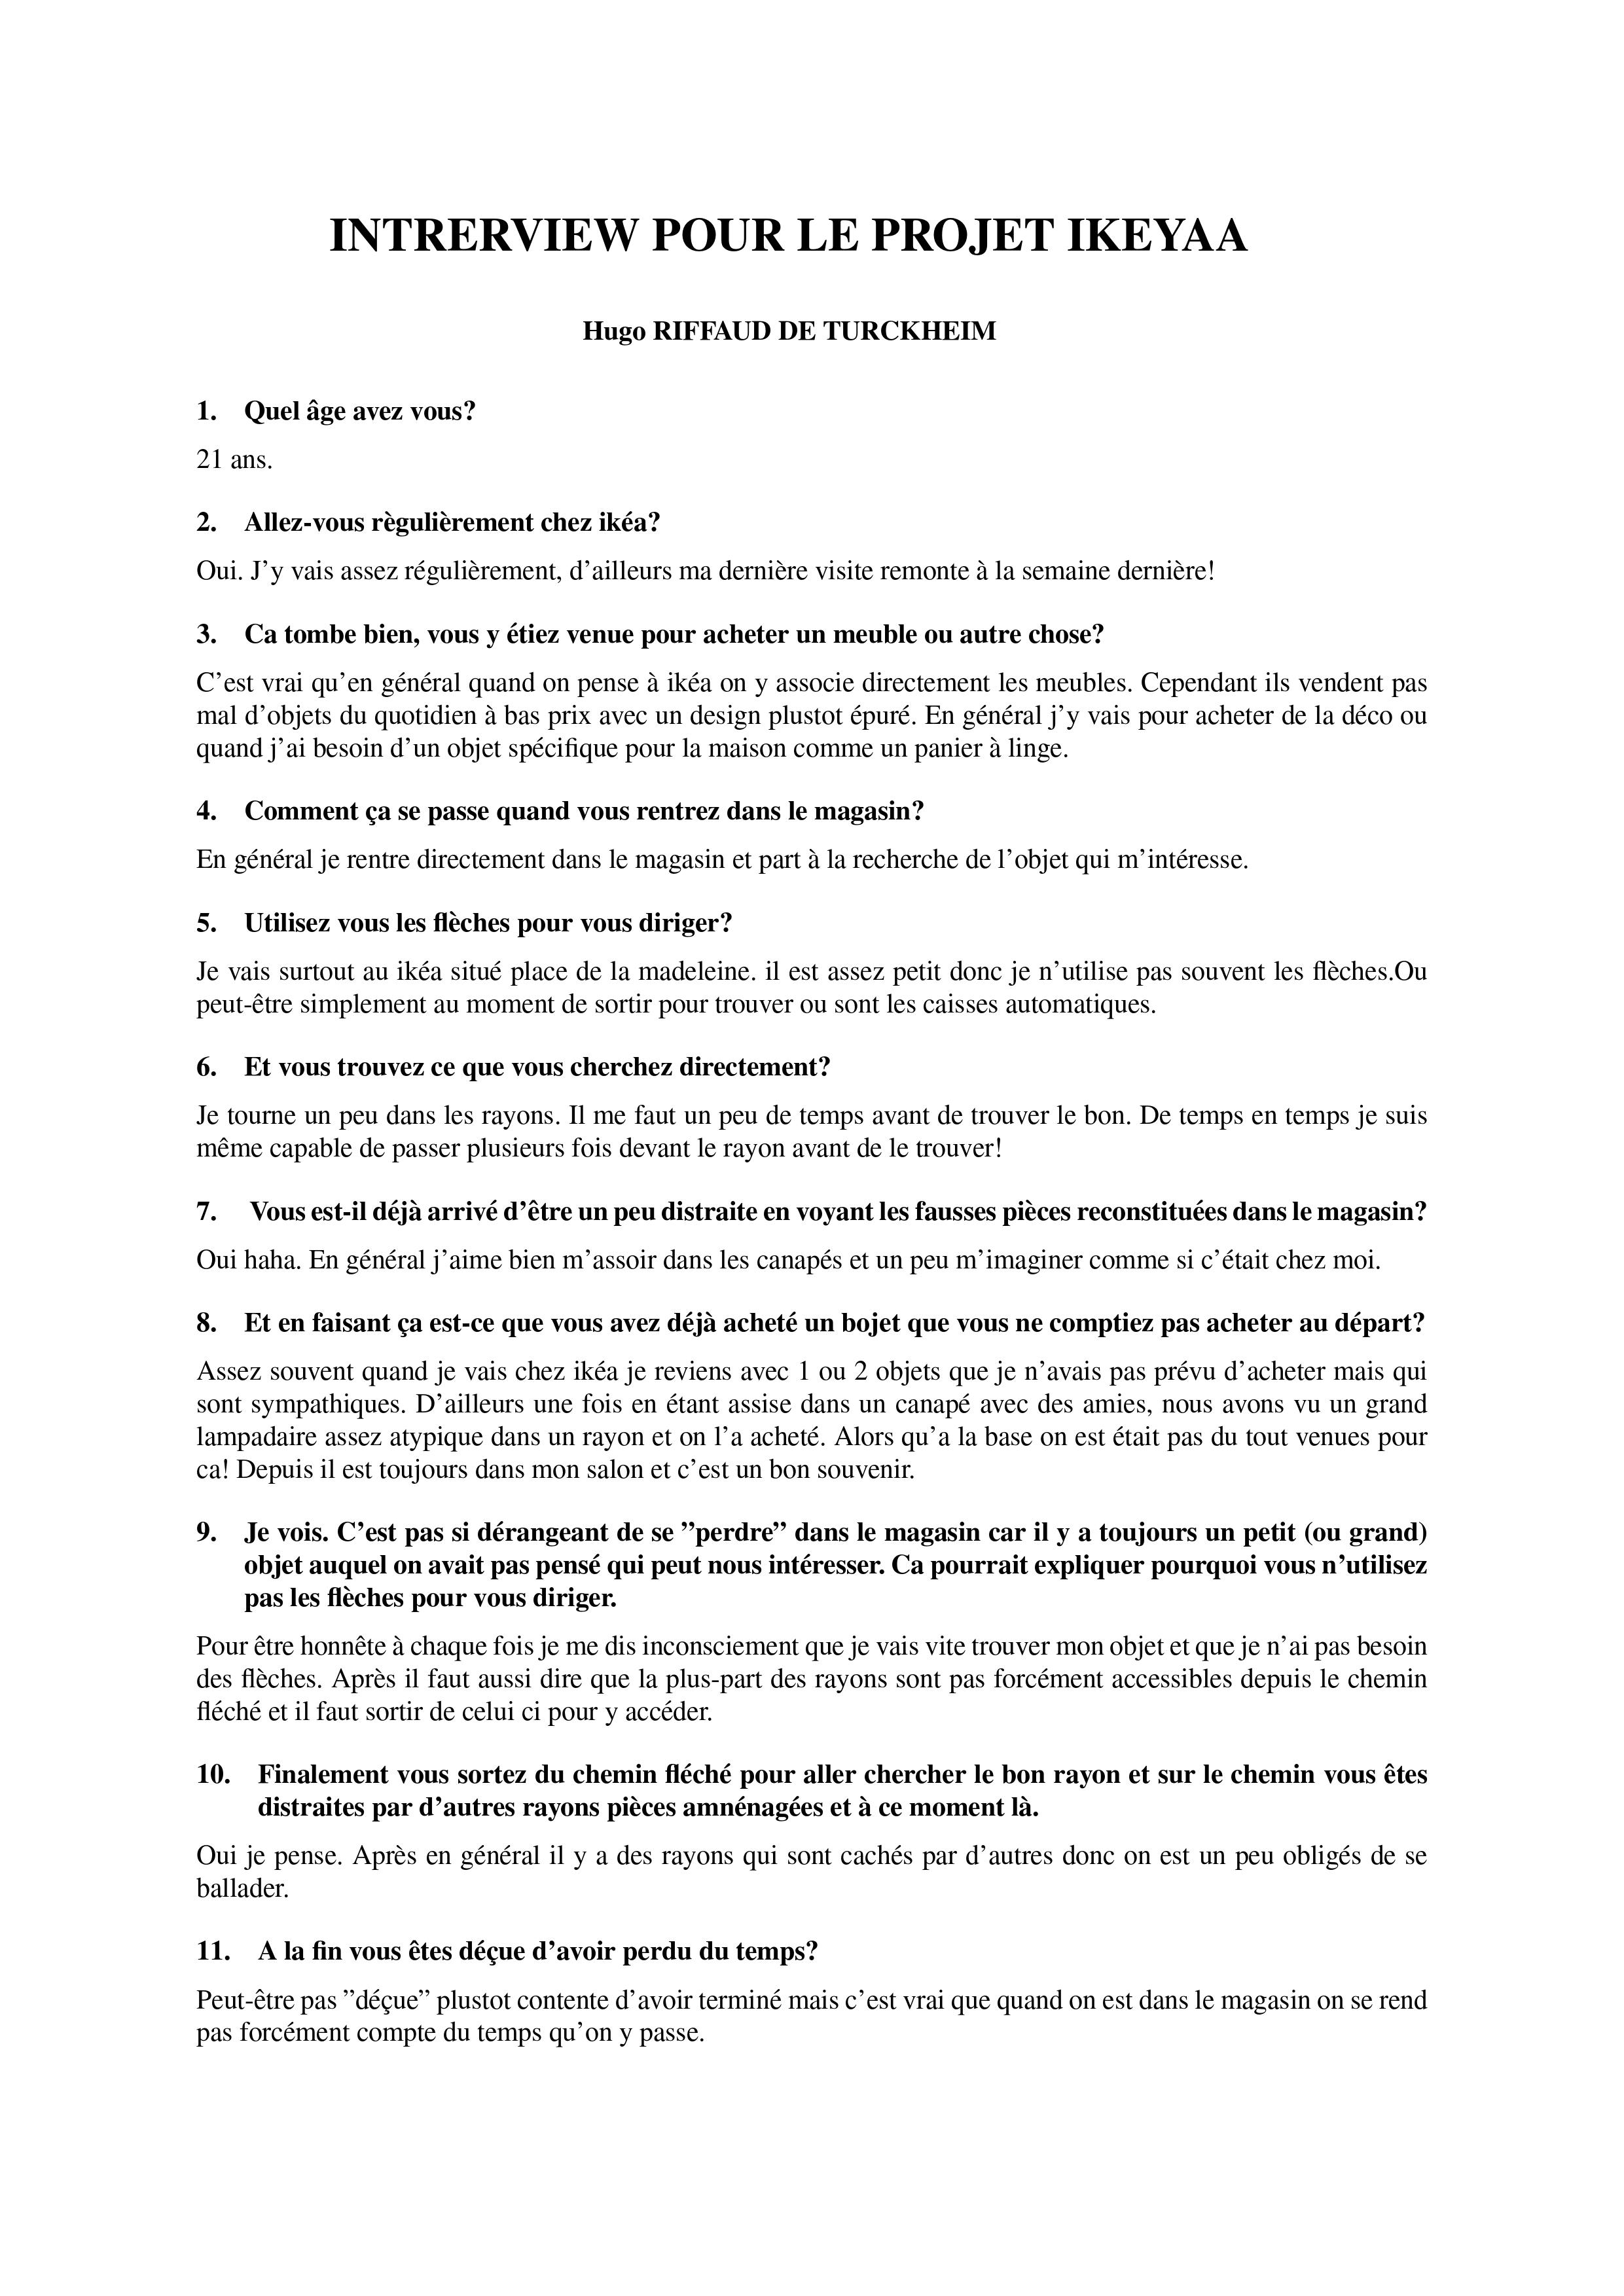 INTRERVIEW POUR LE PROJET IKEYAA
Hugo RIFFAUD DE TURCKHEIM
1. Quel âge avez vous?
21 ans.
2. Allez-vous règulièrement chez ikéa?
Oui. J'y vais assez régulièrement, d'ailleurs ma dernière visite remonte à la semaine dernière!
3. Ca tombe bien, vous y étiez venue pour acheter un meuble ou autre chose?
C'est vrai qu'en général quand on pense à ikéa on y associe directement les meubles. Cependant ils vendent pas
mal d'objets du quotidien à bas prix avec un design plustot épuré. En général j'y vais pour acheter de la déco ou
quand j'ai besoin d'un objet spécifique pour la maison comme un panier à linge.
4. Comment ça se passe quand vous rentrez dans le magasin?
En général je rentre directement dans le magasin et part à la recherche de l'objet qui m'intéresse.
5. Utilisez vous les flèches pour vous diriger?
Je vais surtout au ikéa situé place de la madeleine. il est assez petit donc je n'utilise pas souvent les flèches.Ou
peut-être simplement au moment de sortir pour trouver ou sont les caisses automatiques.
6. Et vous trouvez ce que vous cherchez directement?
Je tourne un peu dans les rayons. Il me faut un peu de temps avant de trouver le bon. De temps en temps je suis
même capable de passer plusieurs fois devant le rayon avant de le trouver!
7. Vous est-il déjà arrivé d'être un peu distraite en voyant les fausses pièces reconstituées dans le magasin?
Oui haha. En général j'aime bien m'assoir dans les canapés et un peu m'imaginer comme si c'était chez moi.
8. Et en faisant ça est-ce que vous avez déjà acheté un bojet que vous ne comptiez pas acheter au départ?
Assez souvent quand je vais chez ikéa je reviens avec 1 ou 2 objets que je n'avais pas prévu d'acheter mais qui
sont sympathiques. D'ailleurs une fois en étant assise dans un canapé avec des amies, nous avons vu un grand
lampadaire assez atypique dans un rayon et on l'a acheté. Alors qu'a la base on est était pas du tout venues pour
ca! Depuis il est toujours dans mon salon et c'est un bon souvenir.
9. Je vois. C'est pas si dérangeant de se ”perdre” dans le magasin car il y a toujours un petit (ou grand)
objet auquel on avait pas pensé qui peut nous intéresser. Ca pourrait expliquer pourquoi vous n'utilisez
pas les flèches pour vous diriger.
Pour être honnête à chaque fois je me dis inconsciement que je vais vite trouver mon objet et que je n'ai pas besoin
des flèches. Après il faut aussi dire que la plus-part des rayons sont pas forcément accessibles depuis le chemin
fléché et il faut sortir de celui ci pour y accéder.
10. Finalement vous sortez du chemin fléché pour aller chercher le bon rayon et sur le chemin vous êtes
distraites par d'autres rayons pièces amnénagées et à ce moment là.
Oui je pense. Après en général il y a des rayons qui sont cachés par d'autres donc on est un peu obligés de se
ballader.
11. A la fin vous êtes déçue d'avoir perdu du temps?
Peut-être pas ”déçue” plustot contente d'avoir terminé mais c'est vrai que quand on est dans le magasin on se rend
pas forcément compte du temps qu'on y passe.